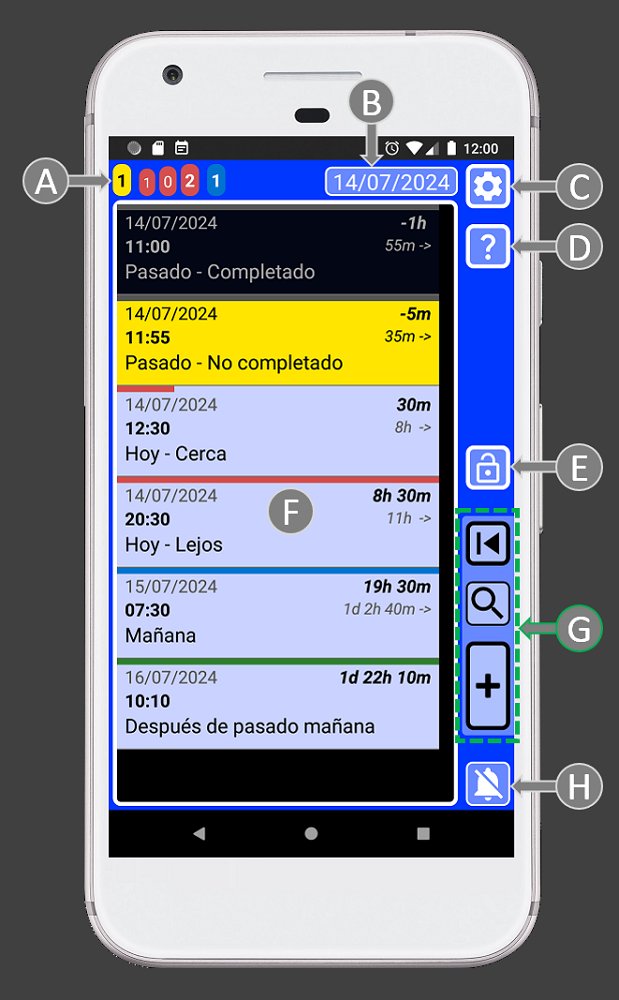 B
12:00
A
1 1 0 2 1
14/07/2024
C
14/07/2024 -1h
11:00 55m ->
Pasado - Completado
? D
14/07/2024 -5m
11:55 35m ->
Pasado - No completado
14/07/2024 30m
12:30 8h ->
Hoy - Cerca
E
14/07/2024 8h 30m
20:30 11h ->
Hoy - Lejos
F
15/07/2024 19h 30m
07:30 1d 2h 40m ->
Mañana
G
16/07/2024 1d 22h 10m
10:10
Después de pasado mañana
+
H